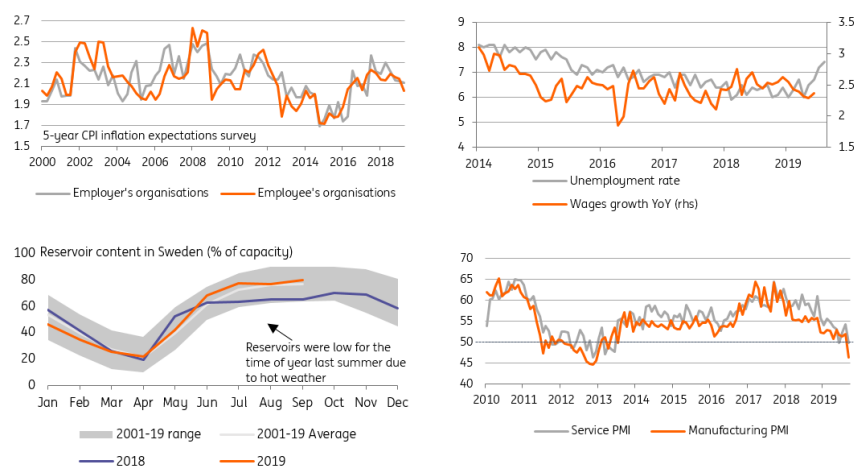 2.7
2.5
2.3
2.1
1.9
1.7
1.5
5-year CPI inflation expectations survey
2000 2002 2004 2006 2008 2010 2012 2014 2016 2018
Employer's organisations
Employee's organisations
9
8
7
6
5
4
3.5
3
2.5
2
1.5
1
2014 2015 2016 2017 2018 2019
Unemployment rate
Wages growth YoY (rhs)
Reservoir content in Sweden (% of capacity)
100
80
60
40
20
0
Reservoirs were low for the
time of year last summer due
to hot weather
Jan Feb Mar Apr May Jun Jul Aug Sep Oct Nov Dec
2001-19 range
2001-19 Average
2018
2019
70
65
60
55
50
45
40
2010 2011 2012 2013 2014 2015 2016 2017 2018 2019
Service PMI
Manufacturing PMI